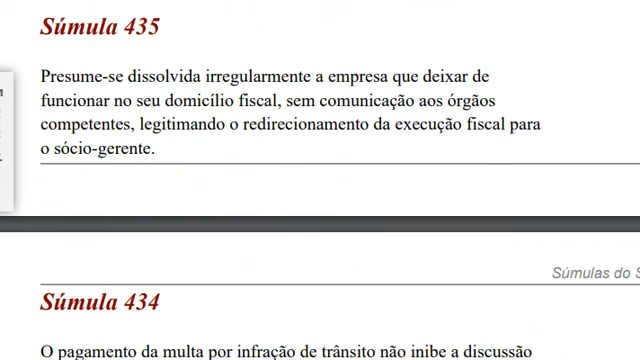 Súmula 435
Presume-se dissolvida irregularmente a empresa que deixar de
funcionar no seu domicílio fiscal, sem comunicação aos órgãos
competentes, legitimando o redirecionamento da execução fiscal para
o sócio-gerente.
Súmulas do
Súmula 434
O pagamento da multa por infração de trânsito não inibe a discussão